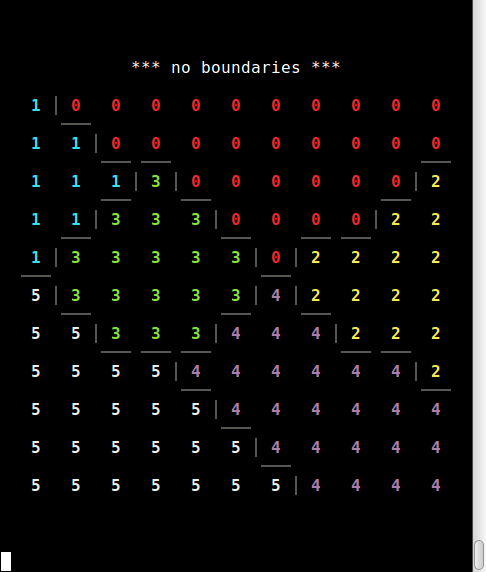 *** no boundaries ***
1 0 0 0 0 0 0 0 0 0 0
1 1 0 0 0 0 0 0 0 0 0
1 1 1 3 0 0 0 0 0 0 2
1 1 3 3 3 0 0 0 0 2 2
1 3 3 3 3 3 0 2 2 2 2
5 3 3 3 3 3 4 2 2 2 2
5 5 3 3 3 4 4 4 2 2 2
5 5 5 5 4 4 4 4 4 4 2
5 5 5 5 5 4 4 4 4 4 4
5 5 5 5 5 5 4 4 4 4 4
5 5 5 5 5 5 5 4 4 4 4